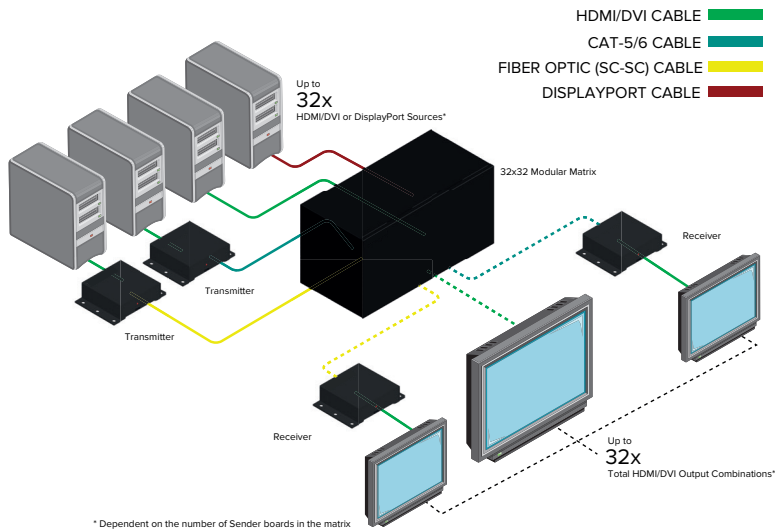 HDMI/DVI CABLE
CAT-5/6 CABLE
FIBER OPTIC (SC-SC) CABLE
DISPLAYPORT CABLE
Up to
32x
HDMI/DVI or DisplayPort Sources*
32x32 Modular Matrix
Receiver
Transmitter
Transmitter
Receiver
Up to
32x
Total HDMI/DVI Output Combinations*
* Dependent on the number of Sender boards in the matrix